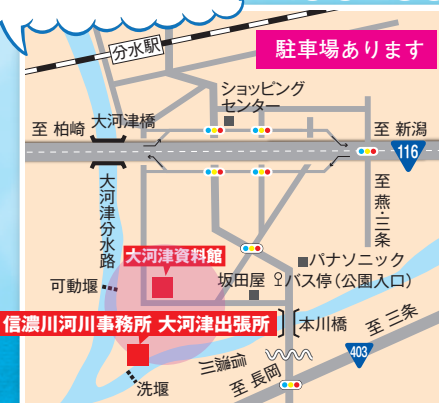 分水駅
駐車場あります
ショッピング
センター
至 柏崎
大河津橋
至 新潟
116
大河津分水路
至 燕・三条
大河津資料館
パナソニック
可動堰
坂田屋
バス停(公園入口)
信濃川河川事務所 大河津出張所
本川橋
至 三条
信濃川
403
至 長岡
洗堰